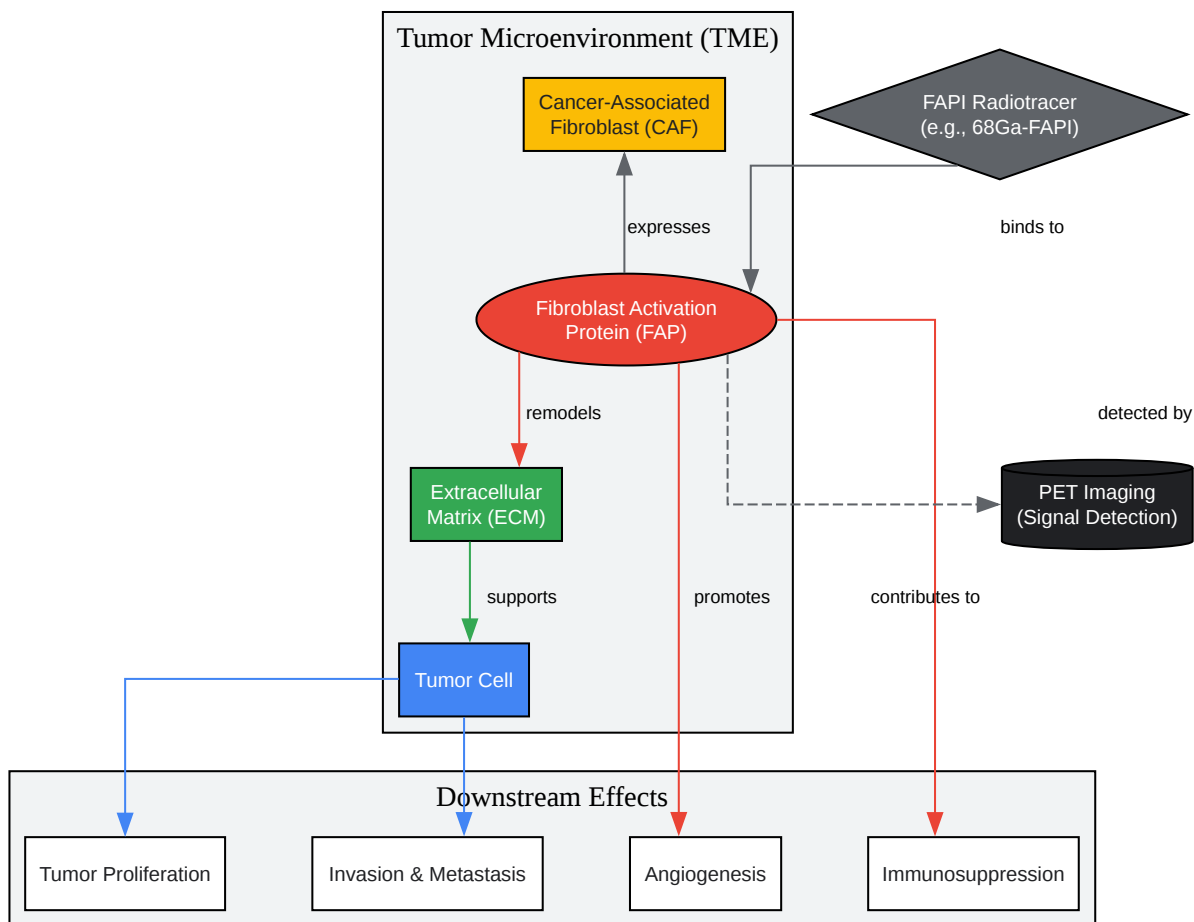 Tumor Microenvironment (TME)
Cancer-Associated
Fibroblast (CAF)
FAPI Radiotracer
(e.g., 68Ga-FAPI)
expresses
binds to
Fibroblast Activation
Protein (FAP)
remodels
detected by
Extracellular
Matrix (ECM)
PET Imaging
(Signal Detection)
supports
promotes
contributes to
Tumor Cell
Downstream Effects
Tumor Proliferation
Invasion & Metastasis
Angiogenesis
Immunosuppression